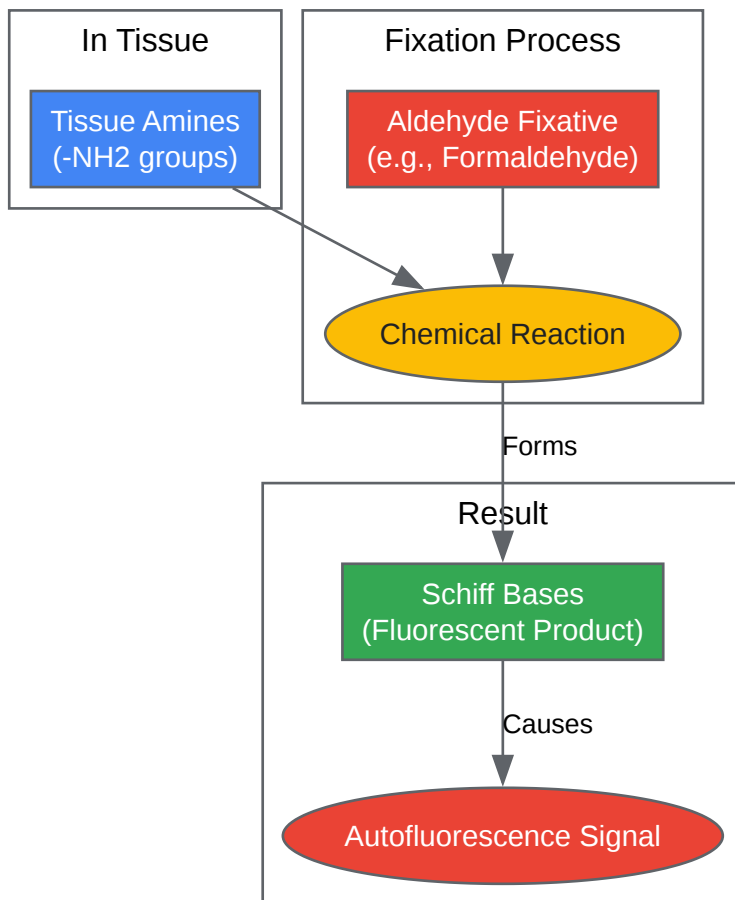 In Tissue
Fixation Process
Tissue Amines
(-NH2 groups)
Aldehyde Fixative
(e.g., Formaldehyde)
Chemical Reaction
Forms
Result
Schiff Bases
(Fluorescent Product)
Causes
Autofluorescence Signal